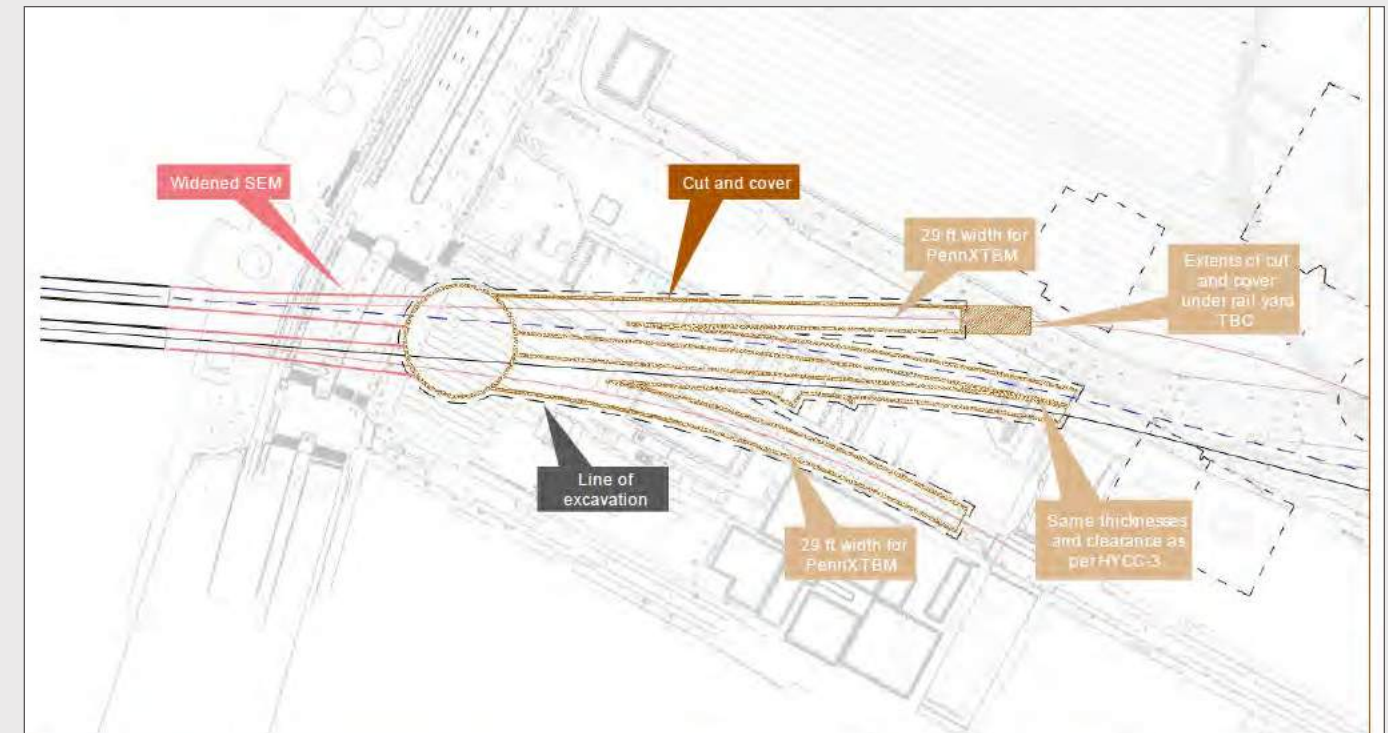 Widened SEM
Cut and cover
29 ft width for
PennXTBM
Extents of cut
and cover
under rail yard
TBC
Line of
excavation
29 ft width for
PennXTBM
Same thicknesses
and clearance as
per HYCC-3